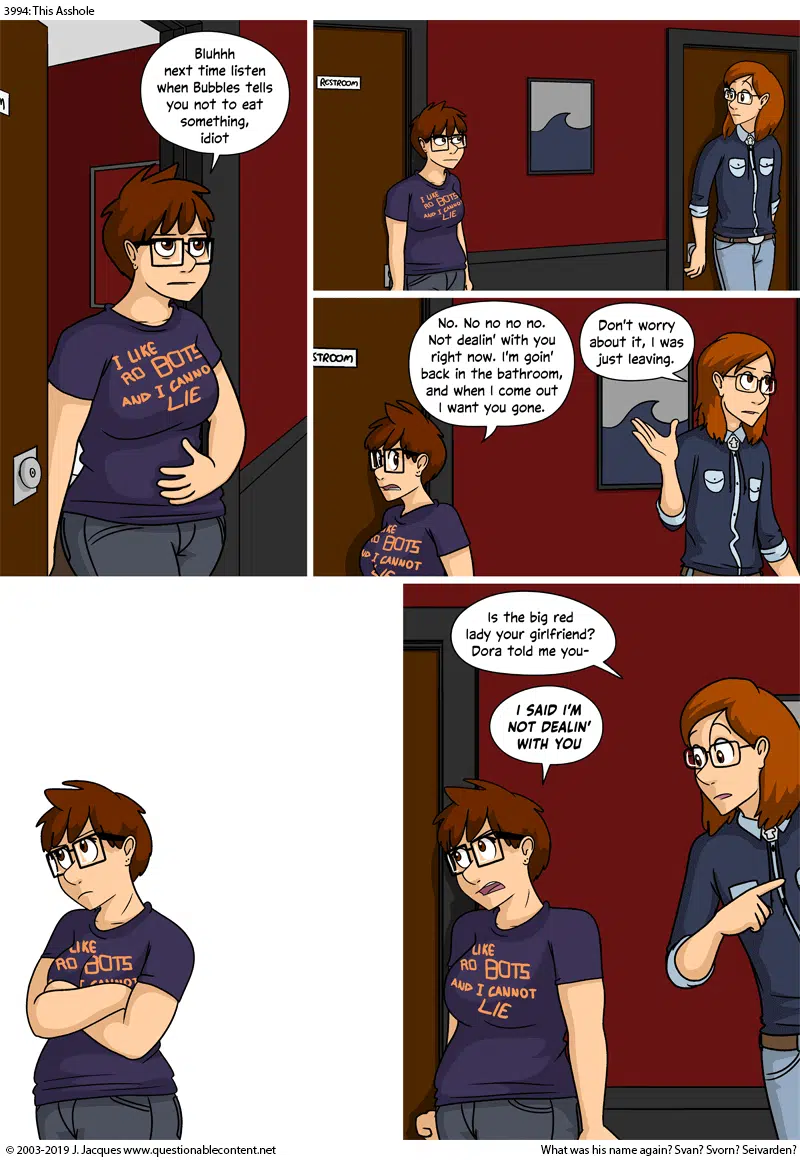 3994: This Asshole
Bluhhh
next time listen
when Bubbles tells
you not to eat
something,
idiot
I LIKE
RO BOTS
AND I CANNO
LIE
RESTROOM
I LIKE
RO BOTS
AND I CANNOT
LIE
STROOM
No. No no no no.
Not dealin' with you
right now. I'm goin'
back in the bathroom,
and when I come out
I want you gone.
Don't worry
about it, I was
just leaving.
KE
O BOTS
D I CANNOT
LIE
LIKE
RO BOTS
I CANNOT
Is the big red
lady your girlfriend?
Dora told me you-
I SAID I'M
NOT DEALIN'
WITH YOU
LIKE
RO BOTS
AND I CANNOT
LIE
© 2003-2019 J. Jacques www.questionablecontent.net
What was his name again? Svan? Svorn? Seivarden?